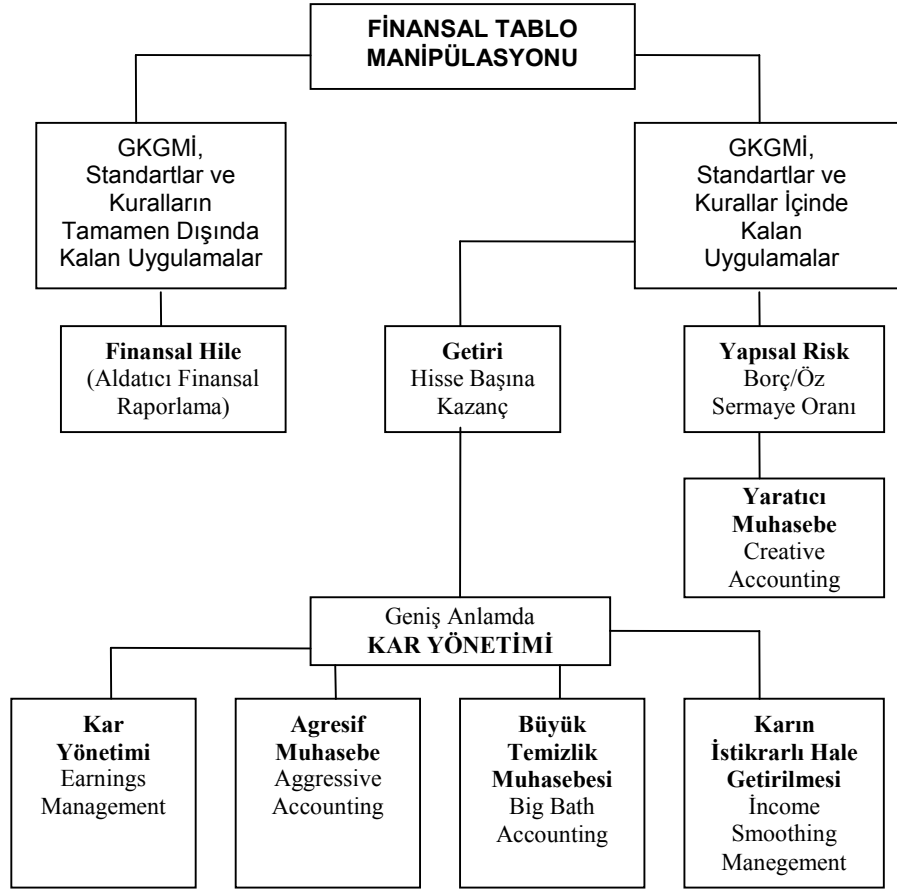 FİNANSAL TABLO
MANİPÜLASYONU
GKGMİ,
Standartlar ve
Kuralların
Tamamen Dışında
Kalan Uygulamalar
GKGMİ,
Standartlar ve
Kurallar İçinde
Kalan
Uygulamalar
Finansal Hile
(Aldatıcı Finansal
Raporlama)
Getiri
Hisse Başına
Kazanç
Yapısal Risk
Borç/Öz
Sermaye Oranı
Yaratıcı
Muhasebe
Creative
Accounting
Geniş Anlamda
KAR YÖNETİMİ
Kar
Yönetimi
Earnings
Management
Agresif
Muhasebe
Aggressive
Accounting
Büyük
Temizlik
Muhasebesi
Big Bath
Accounting
Karın
İstikrarlı Hale
Getirilmesi
İncome
Smoothing
Manegement